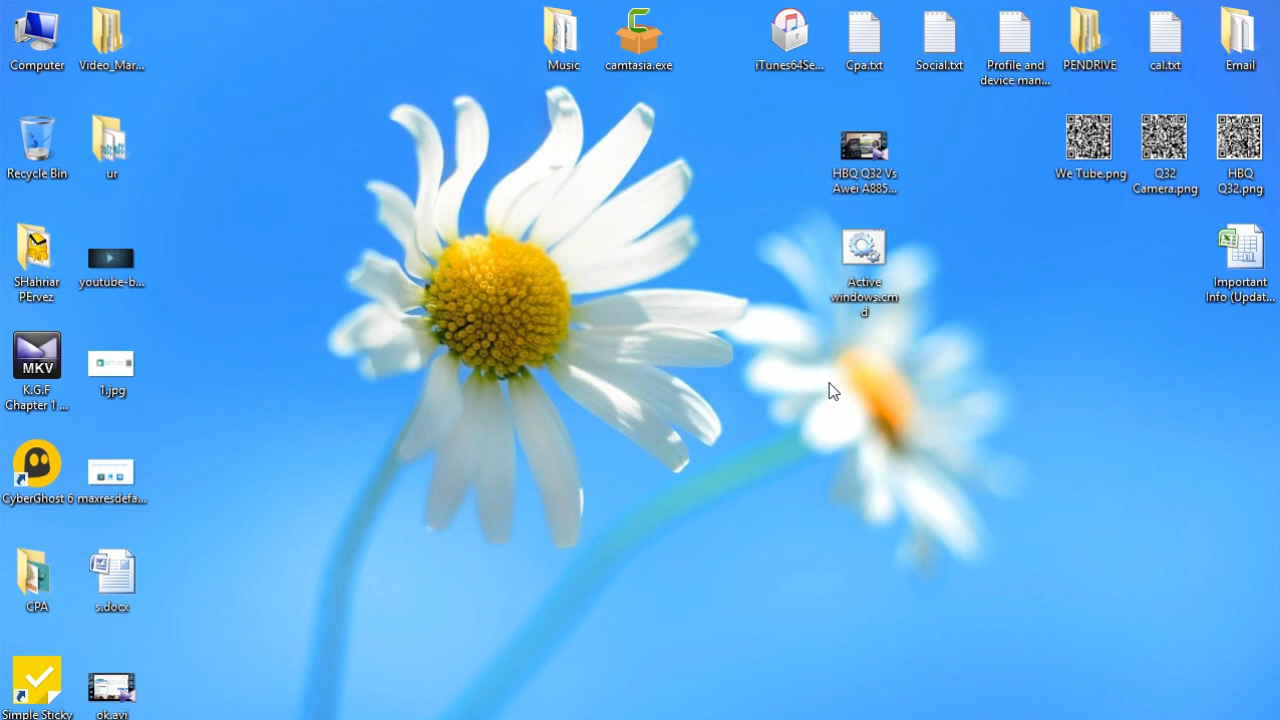 Computer
Video_Mar...
Music
camtasia.exe
iTunes64Se...
Cpa.txt
Social.txt
Profile and
device man...
PENDRIVE
cal.txt
Email
Recycle Bin
ur
HBQ Q32 Vs
Awei A885...
We Tube.png
Q32
Camera.png
HBQ
Q32.png
SHahriar
PErvez
youtube-b...
Active
windows.cm
d
Important
Info (Updat...
MKV
K.G.F
Chapter 1 ...
1.jpg
CyberGhost 6
maxresdefa...
CPA
s.docx
Simple Sticky
ok.avi